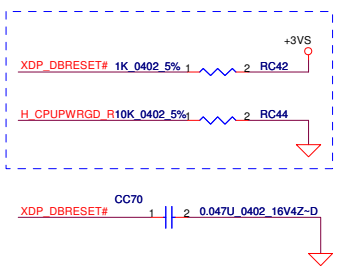 +3VS
XDP_DBRESET# 1K_0402_5% 1 2 RC42
H_CPUPWRGD_R 10K_0402_5% 1 2 RC44
CC70
XDP_DBRESET# 1 2 0.047U_0402_16V4Z~D